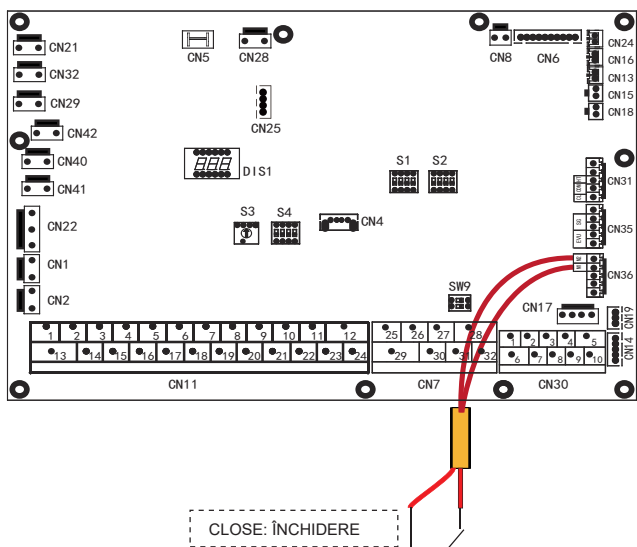 CN21
CN32
CN29
CN42
CN40
CN41
CN22
CN1
CN2
CN5
CN28
CN25
DIS1
S3
S4
S1
S2
CN4
SW9
CN8
CN6
CN24
CN16
CN13
CN15
CN18
CN31
CN35
SG
EVU
CN36
CN17
CN19
CN14
1 2 3 4 5 6 7 8 9 10 11 12
13 14 15 16 17 18 19 20 21 22 23 24
CN11
25 26 27 28
29 30 31 32
CN7
1 2 3 4 5
6 7 8 9 10
CN30
CLOSE: ÎNCHIDERE